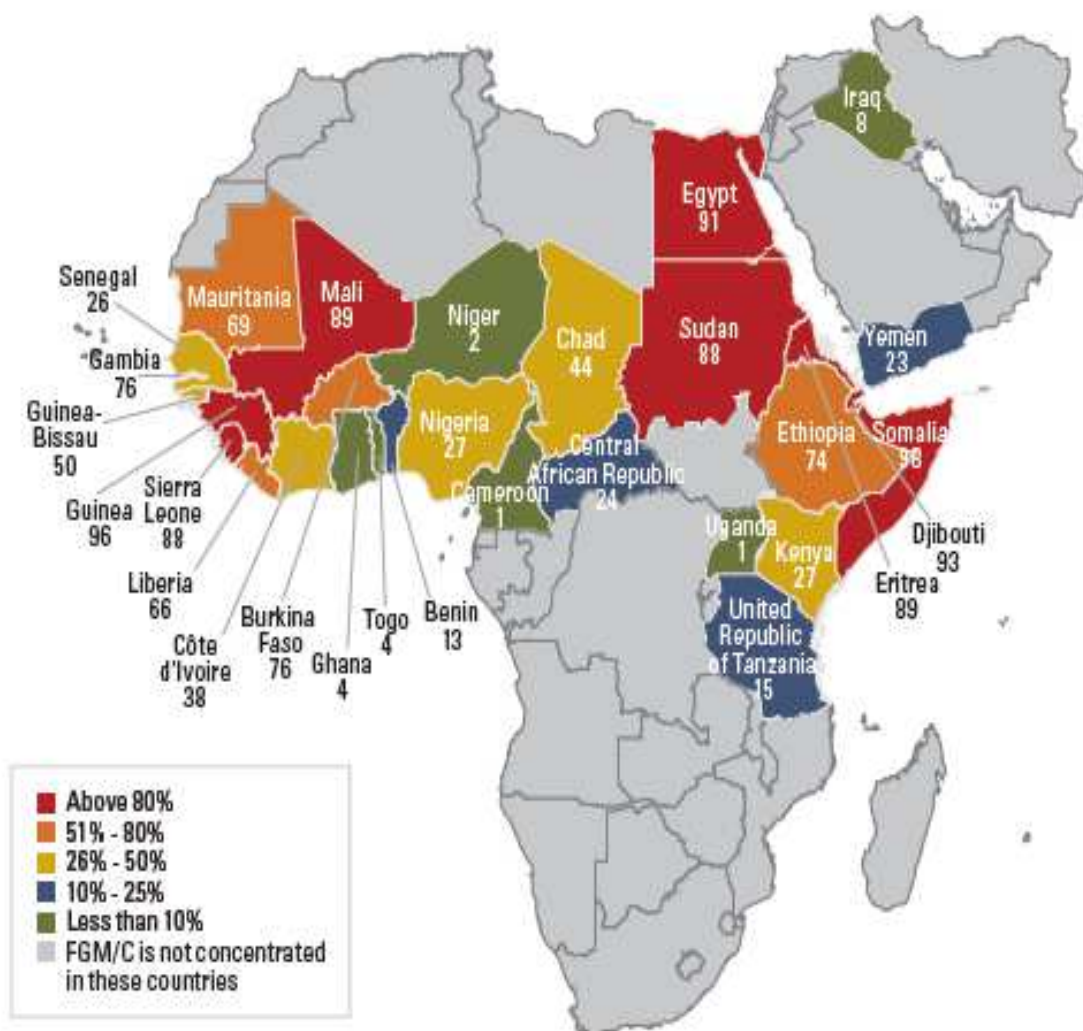 Iraq
8
Egypt
91
Senegal
26
Mauritania
69
Mali
89
Niger
2
Chad
44
Sudan
88
Yemen
23
Gambia
76
Guinea-
Bissau
50
Nigeria
27
Ethiopia
74
Somalia
98
Central
African Republic
24
Cameroon
1
Guinea
96
Sierra
Leone
88
Uganda
1
Kenya
27
Djibouti
93
Eritrea
89
Liberia
66
Côte
d'Ivoire
38
Burkina
Faso
76
Ghana
4
Togo
4
Benin
13
United
Republic
of Tanzania
15
Above 80%
51% - 80%
26% - 50%
10% - 25%
Less than 10%
FGM/C is not concentrated
in these countries